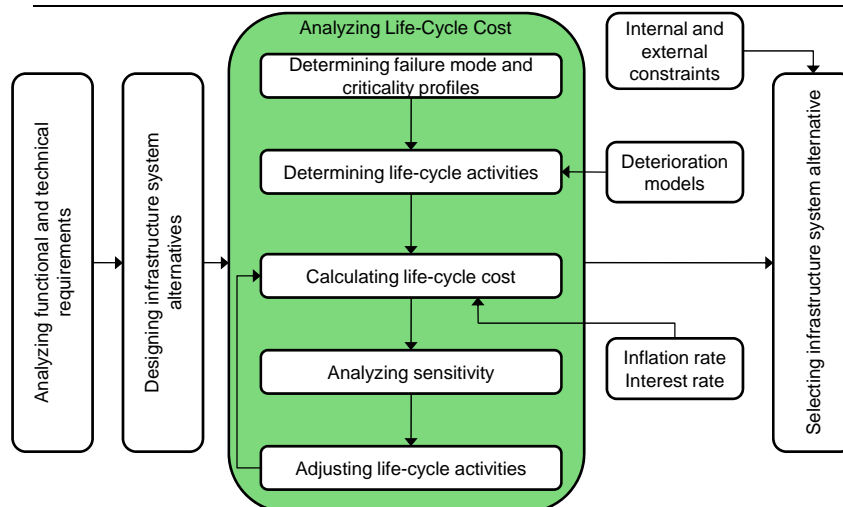 Analyzing functional and technical
requirements
Designing infrastructure system
alternatives
Analyzing Life-Cycle Cost
Determining failure mode and
criticality profiles
Determining life-cycle activities
Calculating life-cycle cost
Analyzing sensitivity
Adjusting life-cycle activities
Internal and
external
constraints
Deterioration
models
Inflation rate
Interest rate
Selecting infrastructure system alternative